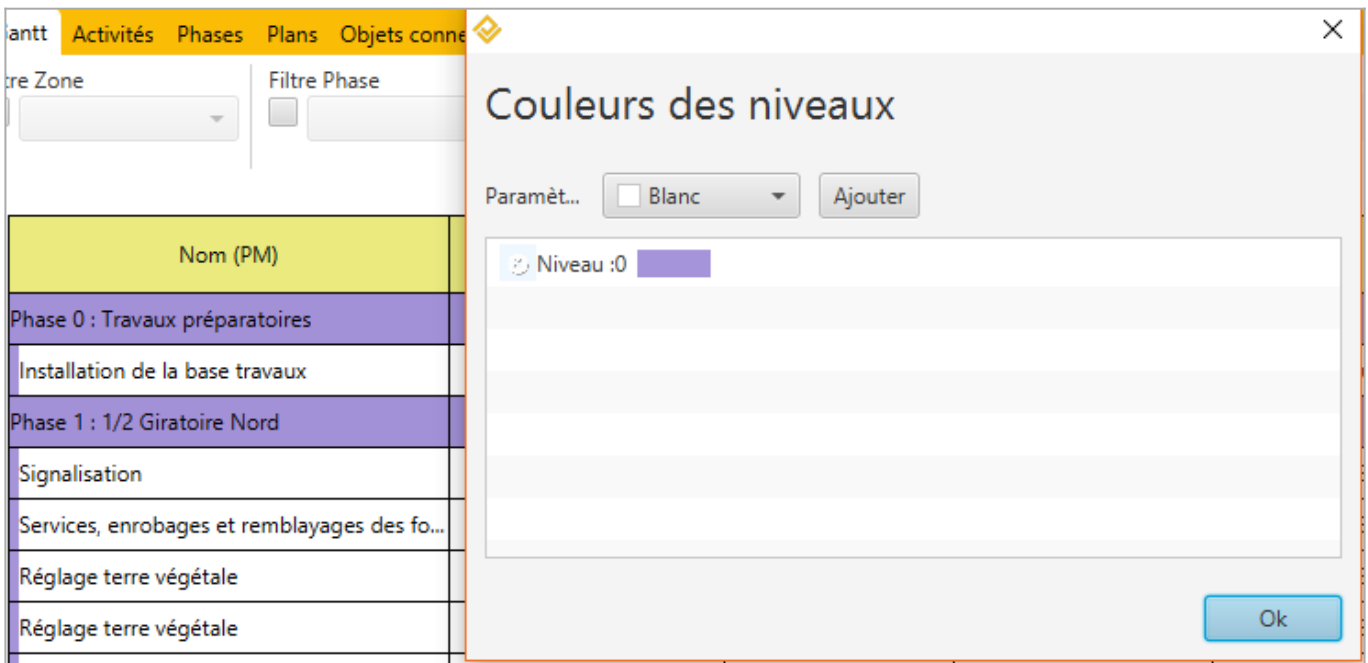 antt Activités Phases Plans Objets conne
tre Zone
Filtre Phase
Nom (PM)
Phase 0 : Travaux préparatoires
Installation de la base travaux
Phase 1 : 1/2 Giratoire Nord
Signalisation
Services, enrobages et remblayages des fo...
Réglage terre végétale
Réglage terre végétale
Couleurs des niveaux
Paramèt...
Blanc
Ajouter
Niveau :0
Ok